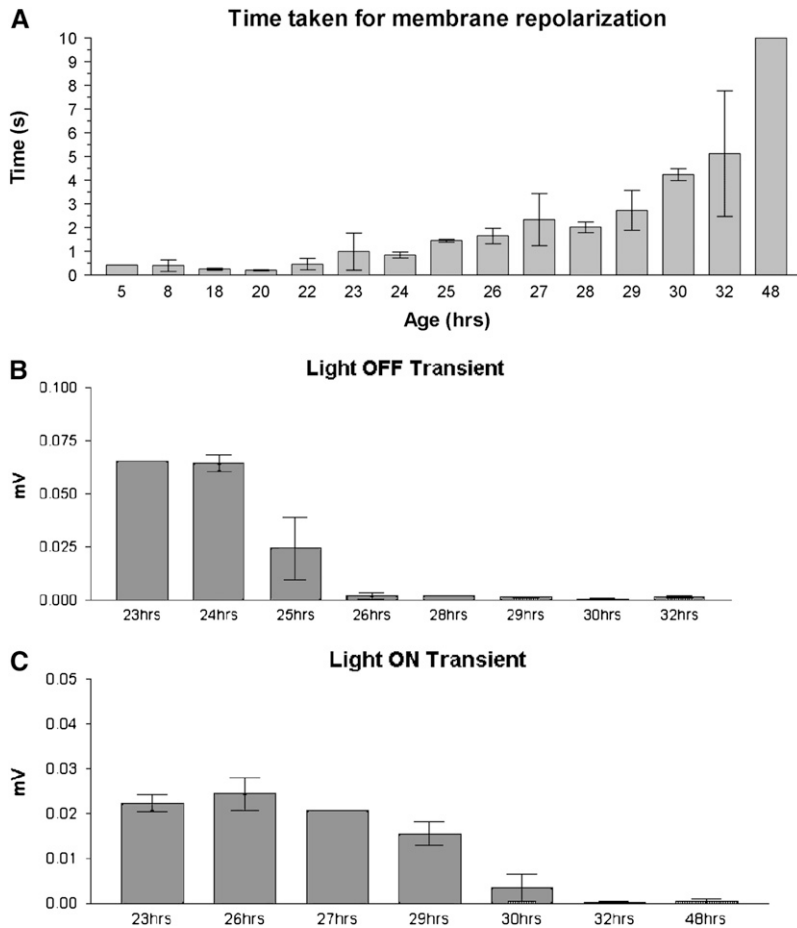 A
Time taken for membrane repolarization
10
9
8
7
6
5
4
3
2
1
0
Time (s)
5 8 18 20 22 23 24 25 26 27 28 29 30 32 48
Age (hrs)
B
Light OFF Transient
0.100
0.075
0.050
0.025
0.000
mV
23hrs 24hrs 25hrs 26hrs 28hrs 29hrs 30hrs 32hrs
C
Light ON Transient
0.05
0.04
0.03
0.02
0.01
0.00
mV
23hrs 26hrs 27hrs 29hrs 30hrs 32hrs 48hrs